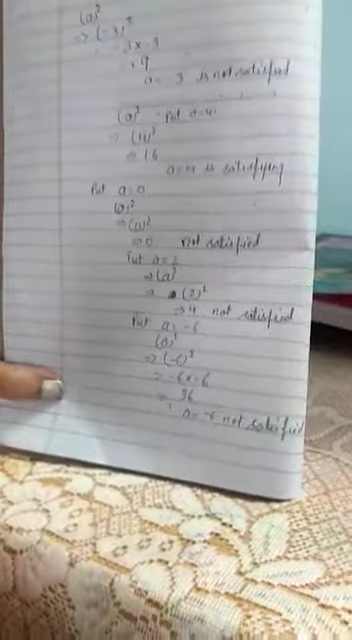 (a)²
⇒ (-3)²
-3x-3
9
a = 3 is not satisfied
(a)² Put a=4
= (4)²
= 16
a=4 is satisfying
Put a=0
(a)²
⇒(0)²
⇒0 not satisfied
Put a=2
⇒(a)²
⇒ (2)²
⇒4 not satisfied
Put a=-6
(a)²
⇒(-6)²
= -6x-6
= 36
a=-6 not satisfied